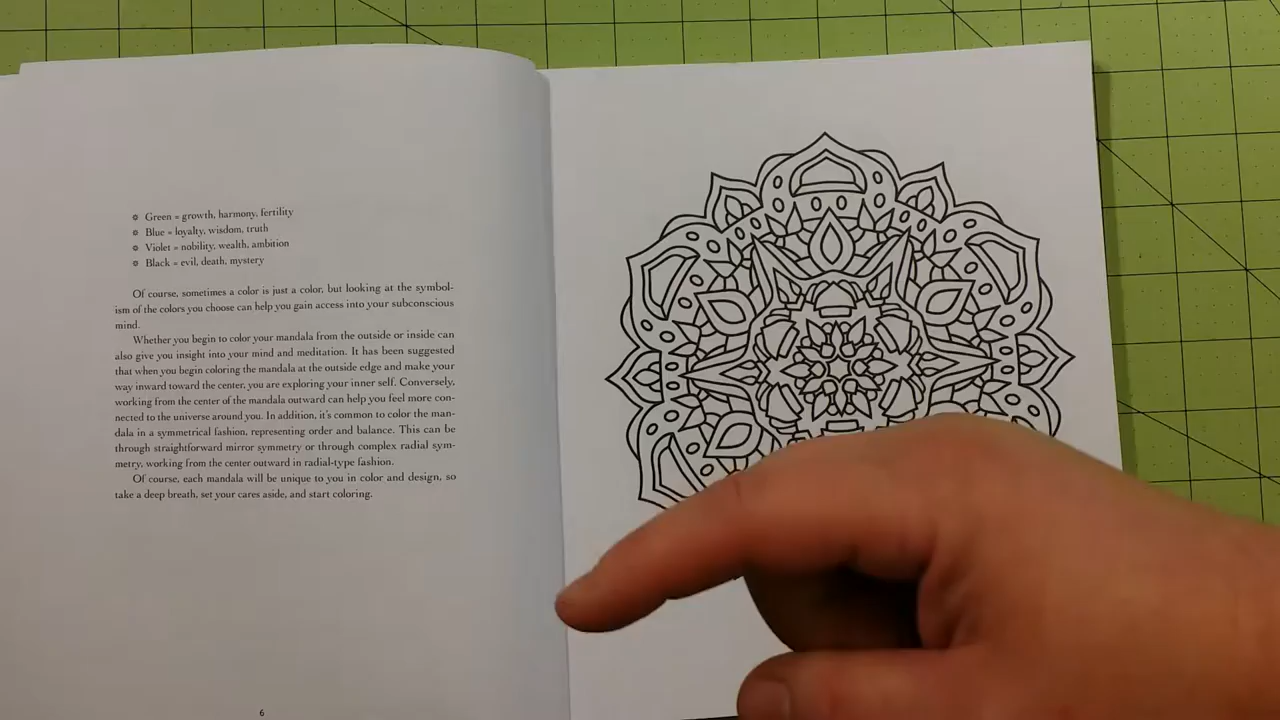 Green = growth, harmony, fertility
Blue = loyalty, wisdom, truth
Violet = nobility, wealth, ambition
Black = evil, death, mystery
Of course, sometimes a color is just a color, but looking at the symbol-
ism of the colors you choose can help you gain access into your subconscious
mind.
Whether you begin to color your mandala from the outside or inside can
also give you insight into your mind and meditation. It has been suggested
that when you begin coloring the mandala at the outside edge and make your
way inward toward the center, you are exploring your inner self. Conversely,
working from the center of the mandala outward can help you feel more con-
nected to the universe around you. In addition, it's common to color the man-
dala in a symmetrical fashion, representing order and balance. This can be
through straightforward mirror symmetry or through complex radial sym-
metry, working from the center outward in radial-type fashion.
Of course, each mandala will be unique to you in color and design, so
take a deep breath, set your cares aside, and start coloring.
6